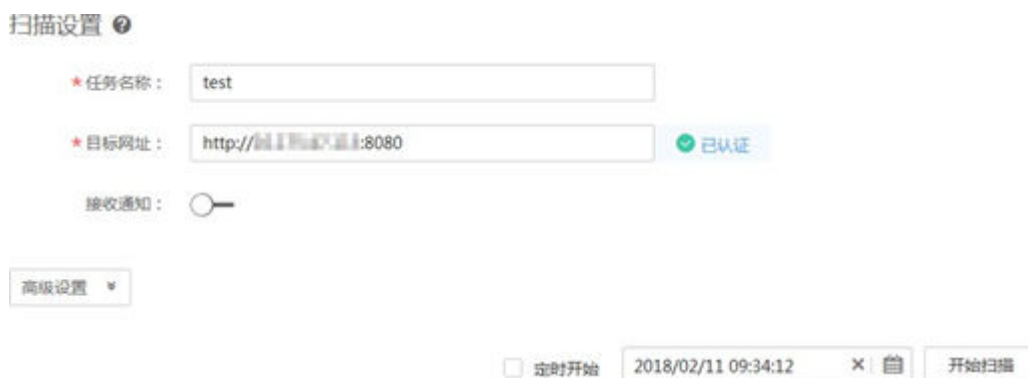 扫描设置 ?
*任务名称： test
*目标网址： http:// :8080 已认证
接收通知：
高级设置
定时开始 2018/02/11 09:34:12 开始扫描